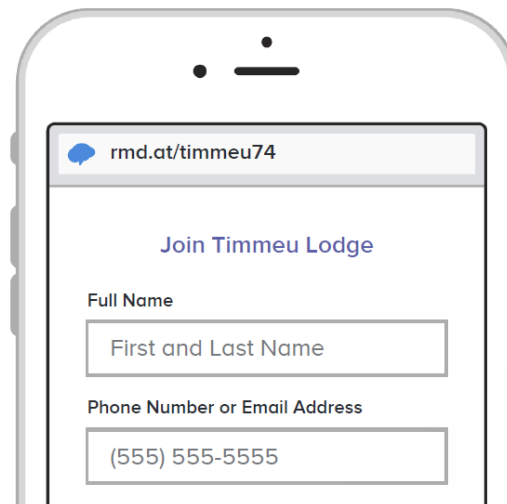 rmd.at/timmeu74
Join Timmeu Lodge
Full Name
First and Last Name
Phone Number or Email Address
(555) 555-5555